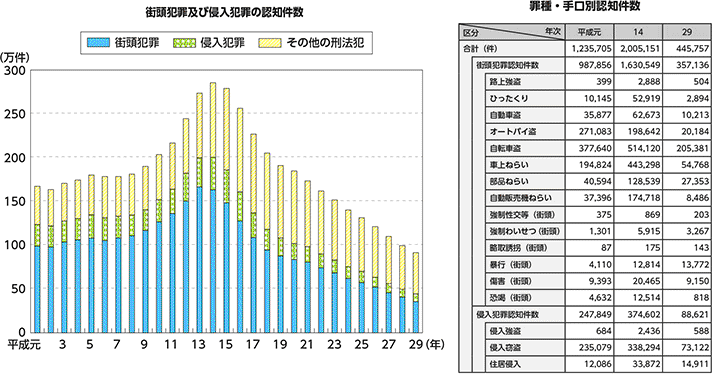 街頭犯罪及び侵入犯罪の認知件数
街頭犯罪 侵入犯罪 その他の刑法犯
(万件)
300
250
200
150
100
50
0
平成元 3 5 7 9 11 13 15 17 19 21 23 25 27 29 (年)
罪種・手口別認知件数
区分 年次 平成元 14 29
合計(件) 1,235,705 2,005,151 445,757
街頭犯罪認知件数 987,856 1,630,549 357,136
路上強盗 399 2,888 504
ひったくり 10,145 52,919 2,894
自動車盗 35,877 62,673 10,213
オートバイ盗 271,083 198,642 20,184
自転車盗 377,640 514,120 205,381
車上ねらい 194,824 443,298 54,768
部品ねらい 40,594 128,539 27,353
自動販売機ねらい 37,396 174,718 8,486
強制性交等(街頭) 375 869 203
強制わいせつ(街頭) 1,301 5,915 3,267
略取誘拐(街頭) 87 175 143
暴行(街頭) 4,110 12,814 13,772
傷害(街頭) 9,393 20,465 9,150
恐喝(街頭) 4,632 12,514 818
侵入犯罪認知件数 247,849 374,602 88,621
侵入強盗 684 2,436 588
侵入窃盗 235,079 338,294 73,122
住居侵入 12,086 33,872 14,911